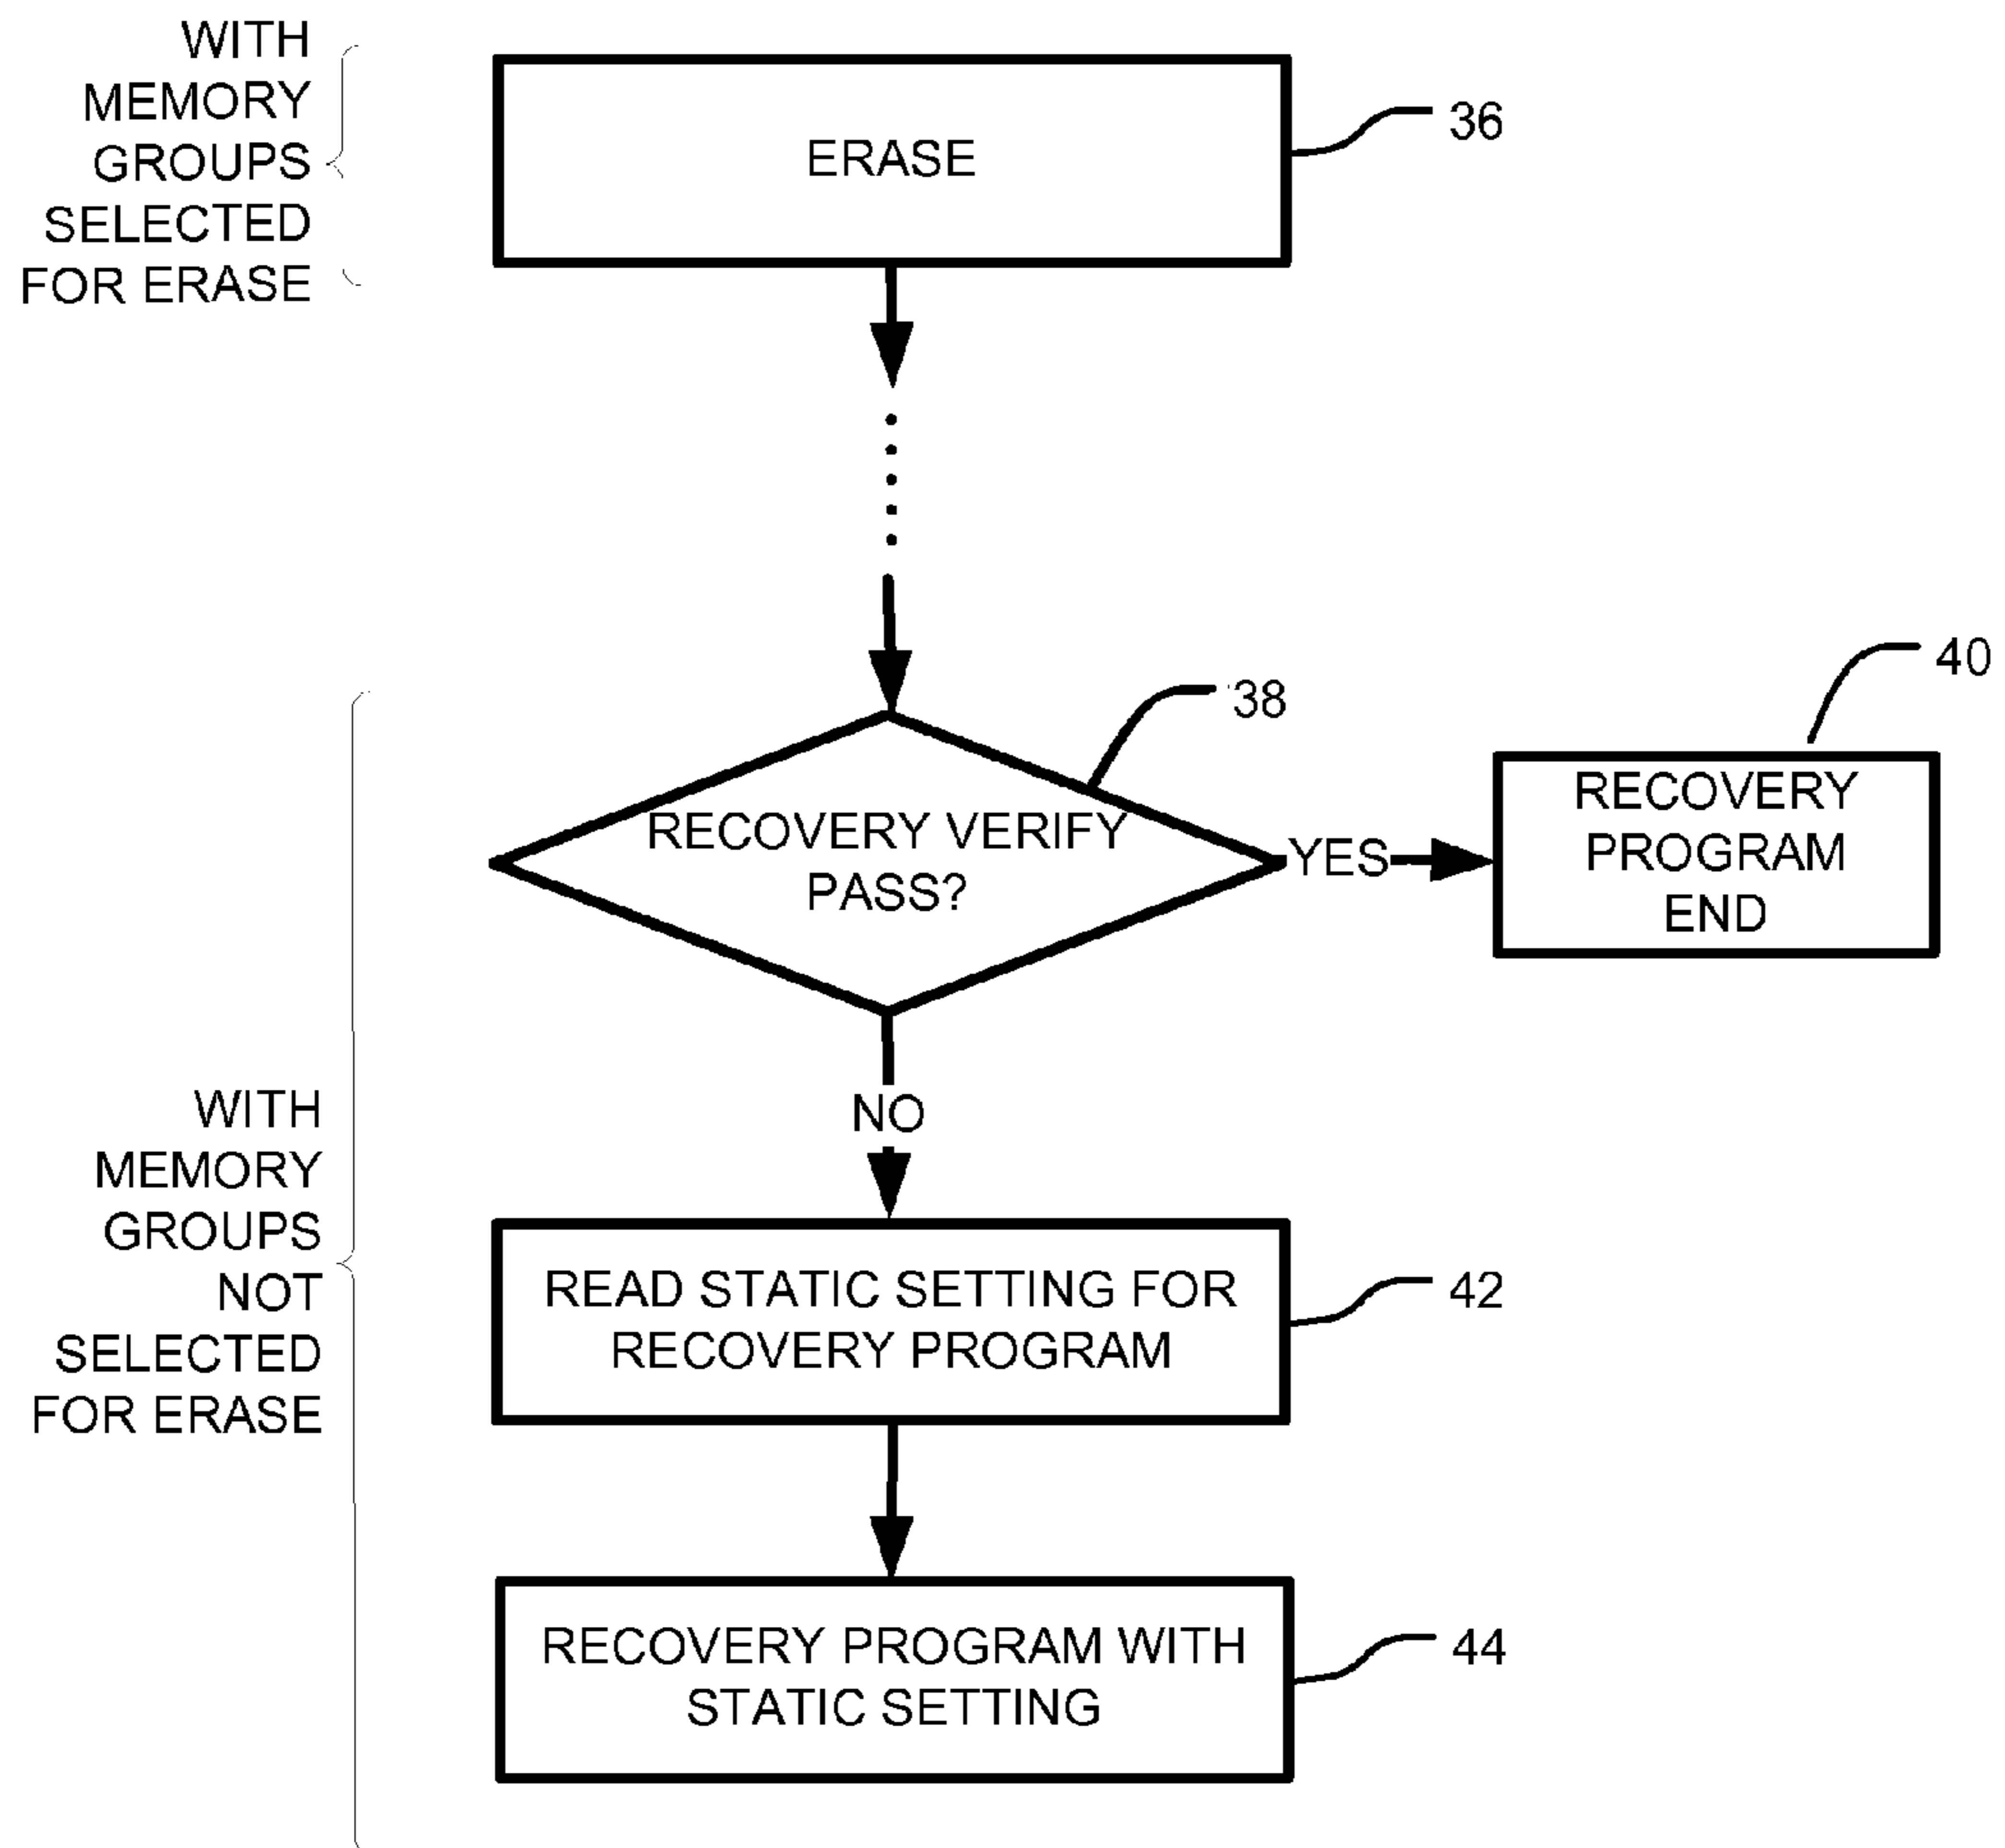 WITH
MEMORY
GROUPS
SELECTED
FOR ERASE
ERASE
36
RECOVERY VERIFY
PASS?
38
YES
RECOVERY
PROGRAM
END
40
NO
WITH
MEMORY
GROUPS
NOT
SELECTED
FOR ERASE
READ STATIC SETTING FOR
RECOVERY PROGRAM
42
RECOVERY PROGRAM WITH
STATIC SETTING
44